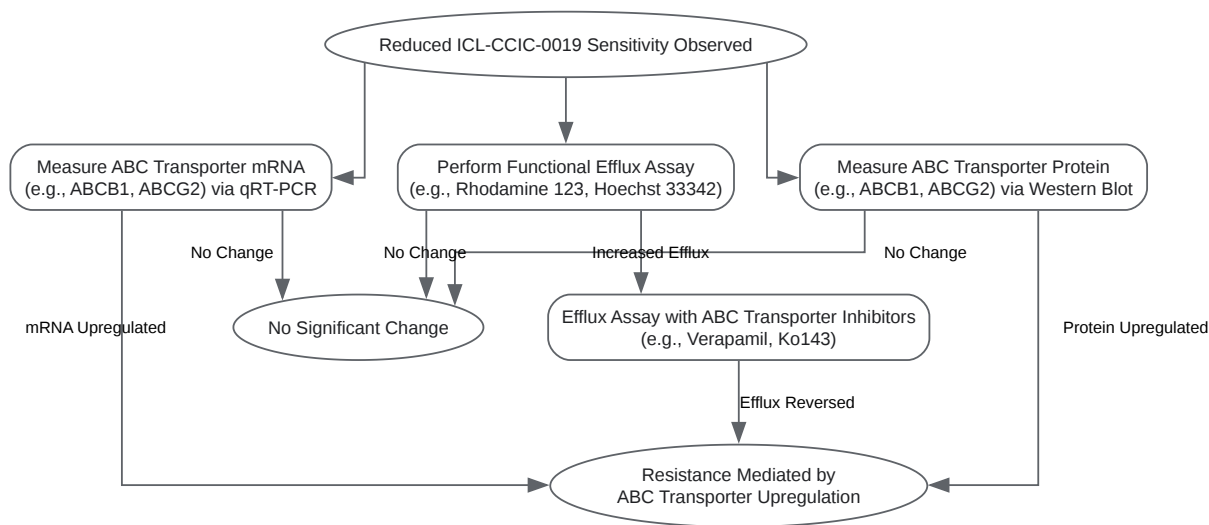 Reduced ICL-CCIC-0019 Sensitivity Observed
Measure ABC Transporter mRNA
(e.g., ABCB1, ABCG2) via qRT-PCR
Perform Functional Efflux Assay
(e.g., Rhodamine 123, Hoechst 33342)
Measure ABC Transporter Protein
(e.g., ABCB1, ABCG2) via Western Blot
No Change
No Change
Increased Efflux
No Change
mRNA Upregulated
No Significant Change
Efflux Assay with ABC Transporter Inhibitors
(e.g., Verapamil, Ko143)
Protein Upregulated
Efflux Reversed
Resistance Mediated by
ABC Transporter Upregulation